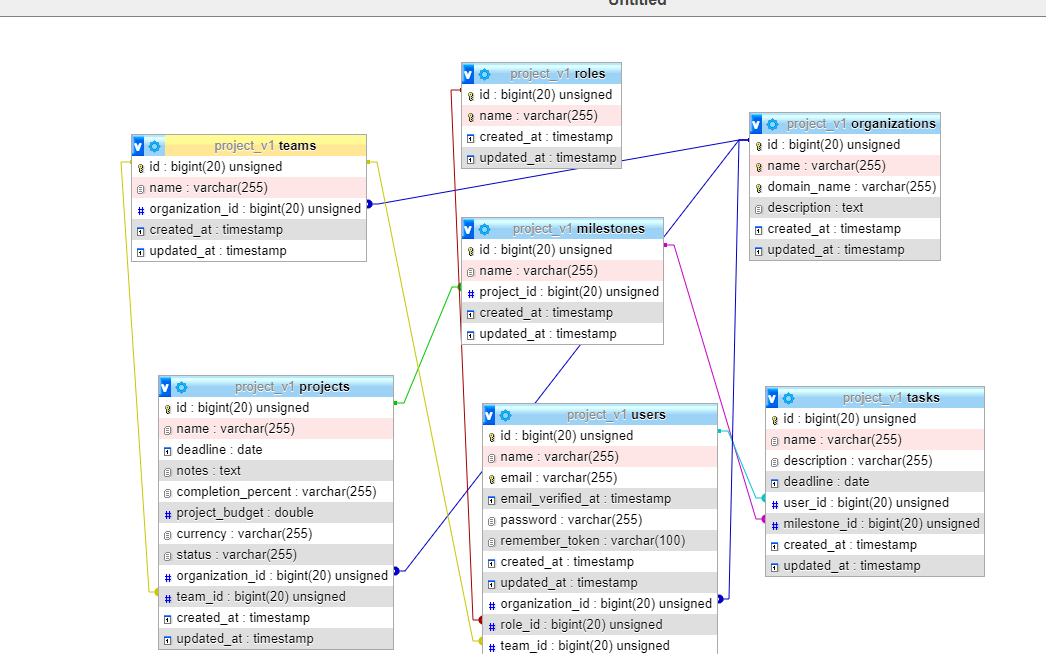 Untitled
project_v1 roles
id : bigint(20) unsigned
name : varchar(255)
created_at : timestamp
updated_at : timestamp
project_v1 organizations
id : bigint(20) unsigned
name : varchar(255)
domain_name : varchar(255)
description : text
created_at : timestamp
updated_at : timestamp
project_v1 teams
id : bigint(20) unsigned
name : varchar(255)
organization_id : bigint(20) unsigned
created_at : timestamp
updated_at : timestamp
project_v1 milestones
id : bigint(20) unsigned
name : varchar(255)
project_id : bigint(20) unsigned
created_at : timestamp
updated_at : timestamp
project_v1 projects
id : bigint(20) unsigned
name : varchar(255)
deadline : date
notes : text
completion_percent : varchar(255)
project_budget : double
currency : varchar(255)
status : varchar(255)
organization_id : bigint(20) unsigned
team_id : bigint(20) unsigned
created_at : timestamp
updated_at : timestamp
project_v1 users
id : bigint(20) unsigned
name : varchar(255)
email : varchar(255)
email_verified_at : timestamp
password : varchar(255)
remember_token : varchar(100)
created_at : timestamp
updated_at : timestamp
organization_id : bigint(20) unsigned
role_id : bigint(20) unsigned
team_id : bigint(20) unsigned
project_v1 tasks
id : bigint(20) unsigned
name : varchar(255)
description : varchar(255)
deadline : date
user_id : bigint(20) unsigned
milestone_id : bigint(20) unsigned
created_at : timestamp
updated_at : timestamp